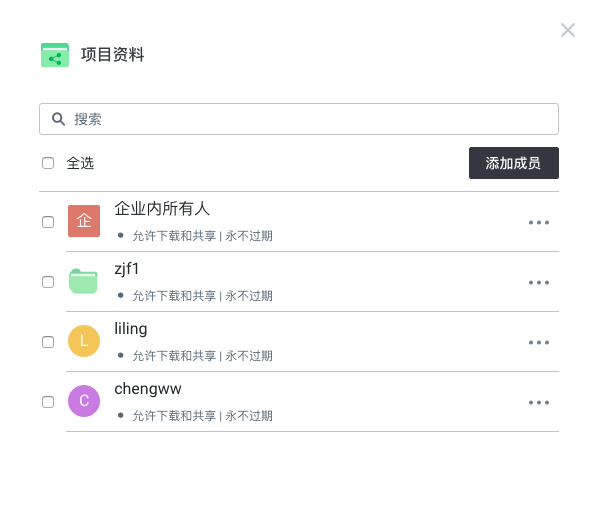 项目资料
搜索
全选
添加成员
企
企业内所有人
允许下载和共享 | 永不过期
zjf1
允许下载和共享 | 永不过期
L
liling
允许下载和共享 | 永不过期
C
chengww
允许下载和共享 | 永不过期